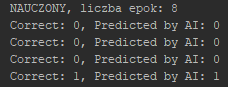 NAUCZONY, liczba epok: 8
Correct: 0, Predicted by AI: 0
Correct: 0, Predicted by AI: 0
Correct: 0, Predicted by AI: 0
Correct: 1, Predicted by AI: 1